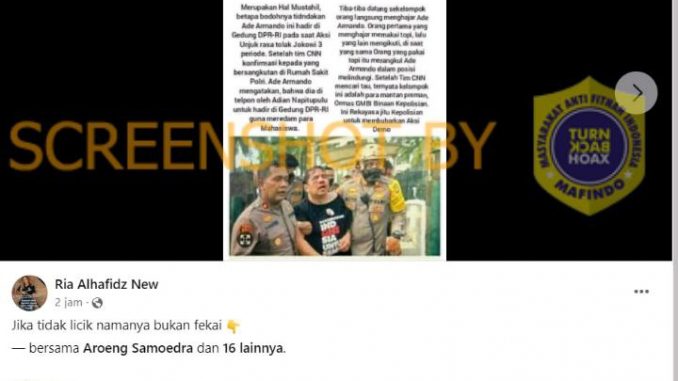 Merupakan Hal Mustahil,
betapa bodohnya tidndakan
Ade Armando ini hadir di
Gedung DPR-RI pada saat Aksi
Unjuk rasa tolak Jokowi 3
periode. Setelah tim CNN
konfirmasi kepada yang
bersangkutan di Rumah Sakit
Polri. Ade Armando
mengatakan, bahwa dia di
telpon oleh Adian Napitupulu
untuk hadir di Gedung DPR-RI
guna meredam para
Mahasiswa.
Tiba-tiba datang sekelompok
orang langsung menghajar Ade
Armando. Orang pertama yang
menghajar memakai topi, lalu
yang lain mengikuti, di saat
yang sama Orang yang pakai
topi itu merangkul Ade
Armando dalam posisi
melindungi. Setelah Tim CNN
mencari tau, ternyata kelompok
ini adalah para mantan preman,
Ormas GMBI Binaan Kepolisian.
Ini Rekayasa jitu Kepolisian
untuk membubarkan Aksi
Demo
SCREENSHOT BY
MASYARAKAT ANTI FITNAH INDONESIA
TURN
BACK
HOAX
MAFINDO
IND
SIA
Ria Alhafidz New
2 jam
Jika tidak licik namanya bukan fekai 👇
— bersama Aroeng Samoedra dan 16 lainnya.